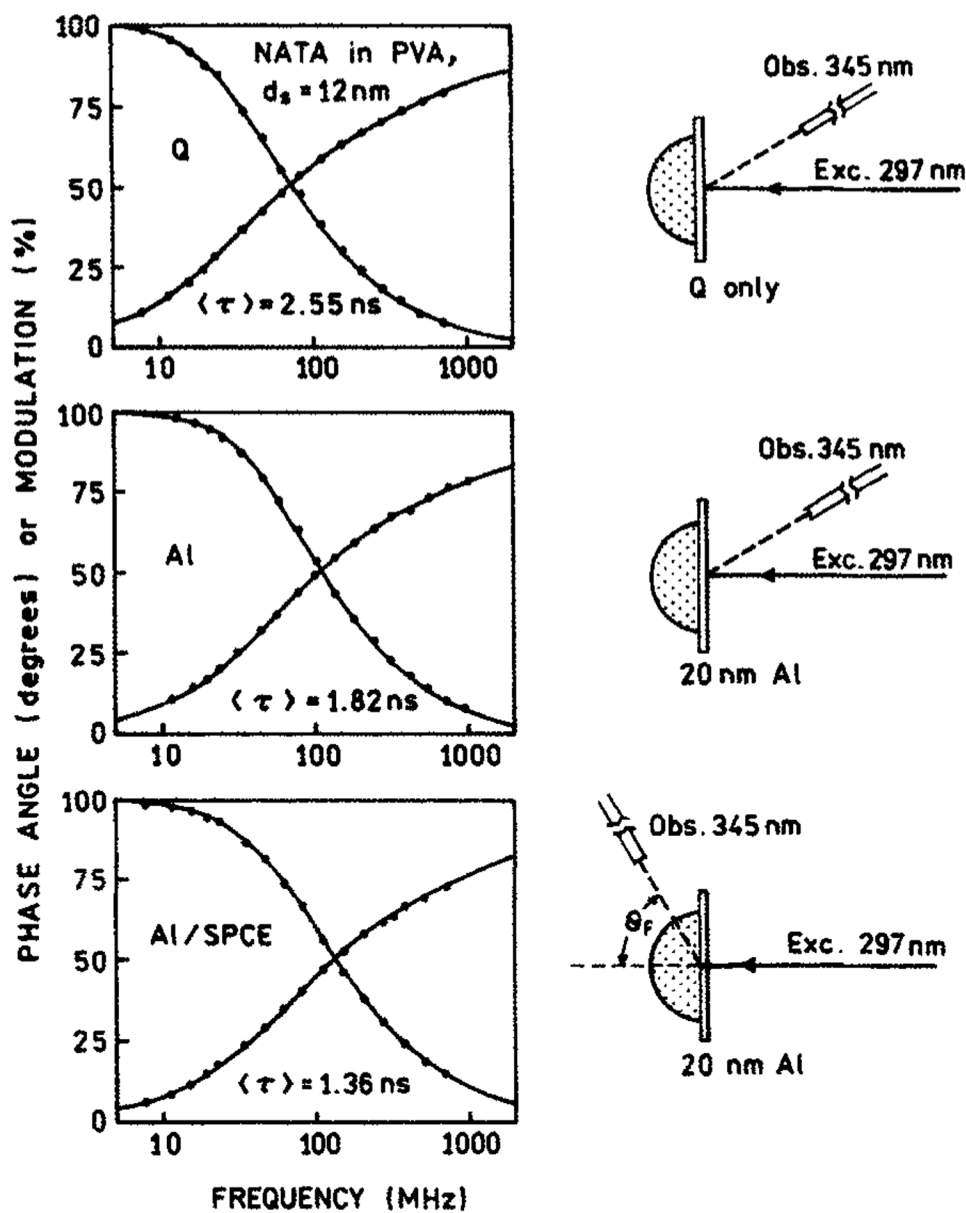 PHASE ANGLE (degrees) or MODULATION (%)
100
75
50
25
0
NATA in PVA,
dₛ = 12 nm
Q
⟨τ⟩ = 2.55 ns
10 100 1000
Obs. 345 nm
Exc. 297 nm
Q only
100
75
50
25
0
Al
⟨τ⟩ = 1.82 ns
10 100 1000
Obs. 345 nm
Exc. 297 nm
20 nm Al
100
75
50
25
0
Al/SPCE
⟨τ⟩ = 1.36 ns
10 100 1000
Obs. 345 nm
θF
Exc. 297 nm
20 nm Al
FREQUENCY (MHz)